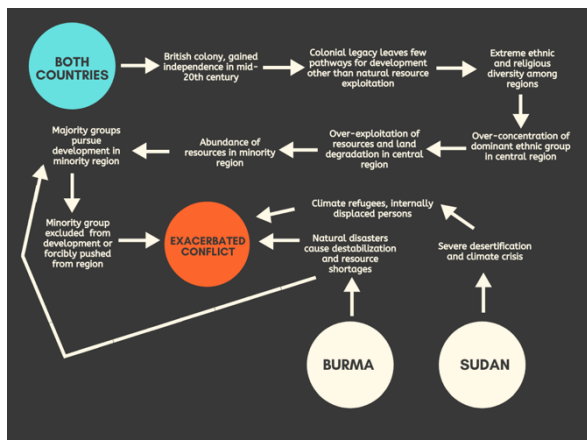 BOTH
COUNTRIES
British colony, gained
independence in mid-
20th century
Colonial legacy leaves few
pathways for development
other than natural resource
exploitation
Extreme ethnic
and religious
diversity among
regions
Over-concentration of
dominant ethnic group
in central region
Over-exploitation of
resources and land
degradation in central
region
Abundance of
resources in minority
region
Majority groups
pursue
development in
minority region
Minority group
excluded from
development or
forcibly pushed
from region
EXACERBATED
CONFLICT
Climate refugees, internally
displaced persons
Natural disasters
cause destabilization
and resource
shortages
Severe desertification
and climate crisis
BURMA
SUDAN